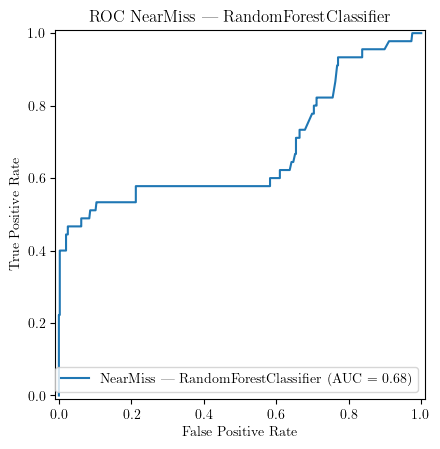 ROC NearMiss — RandomForestClassifier
1.0
0.8
0.6
0.4
0.2
0.0
True Positive Rate
NearMiss — RandomForestClassifier (AUC = 0.68)
0.0 0.2 0.4 0.6 0.8 1.0
False Positive Rate